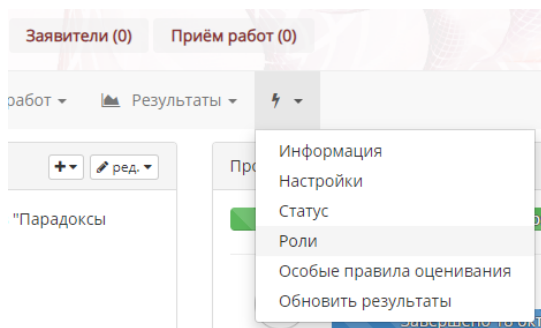 Заявители (0) Приём работ (0)
работ Результаты
ред.
"Парадоксы
Информация
Настройки
Статус
Роли
Особые правила оценивания
Обновить результаты